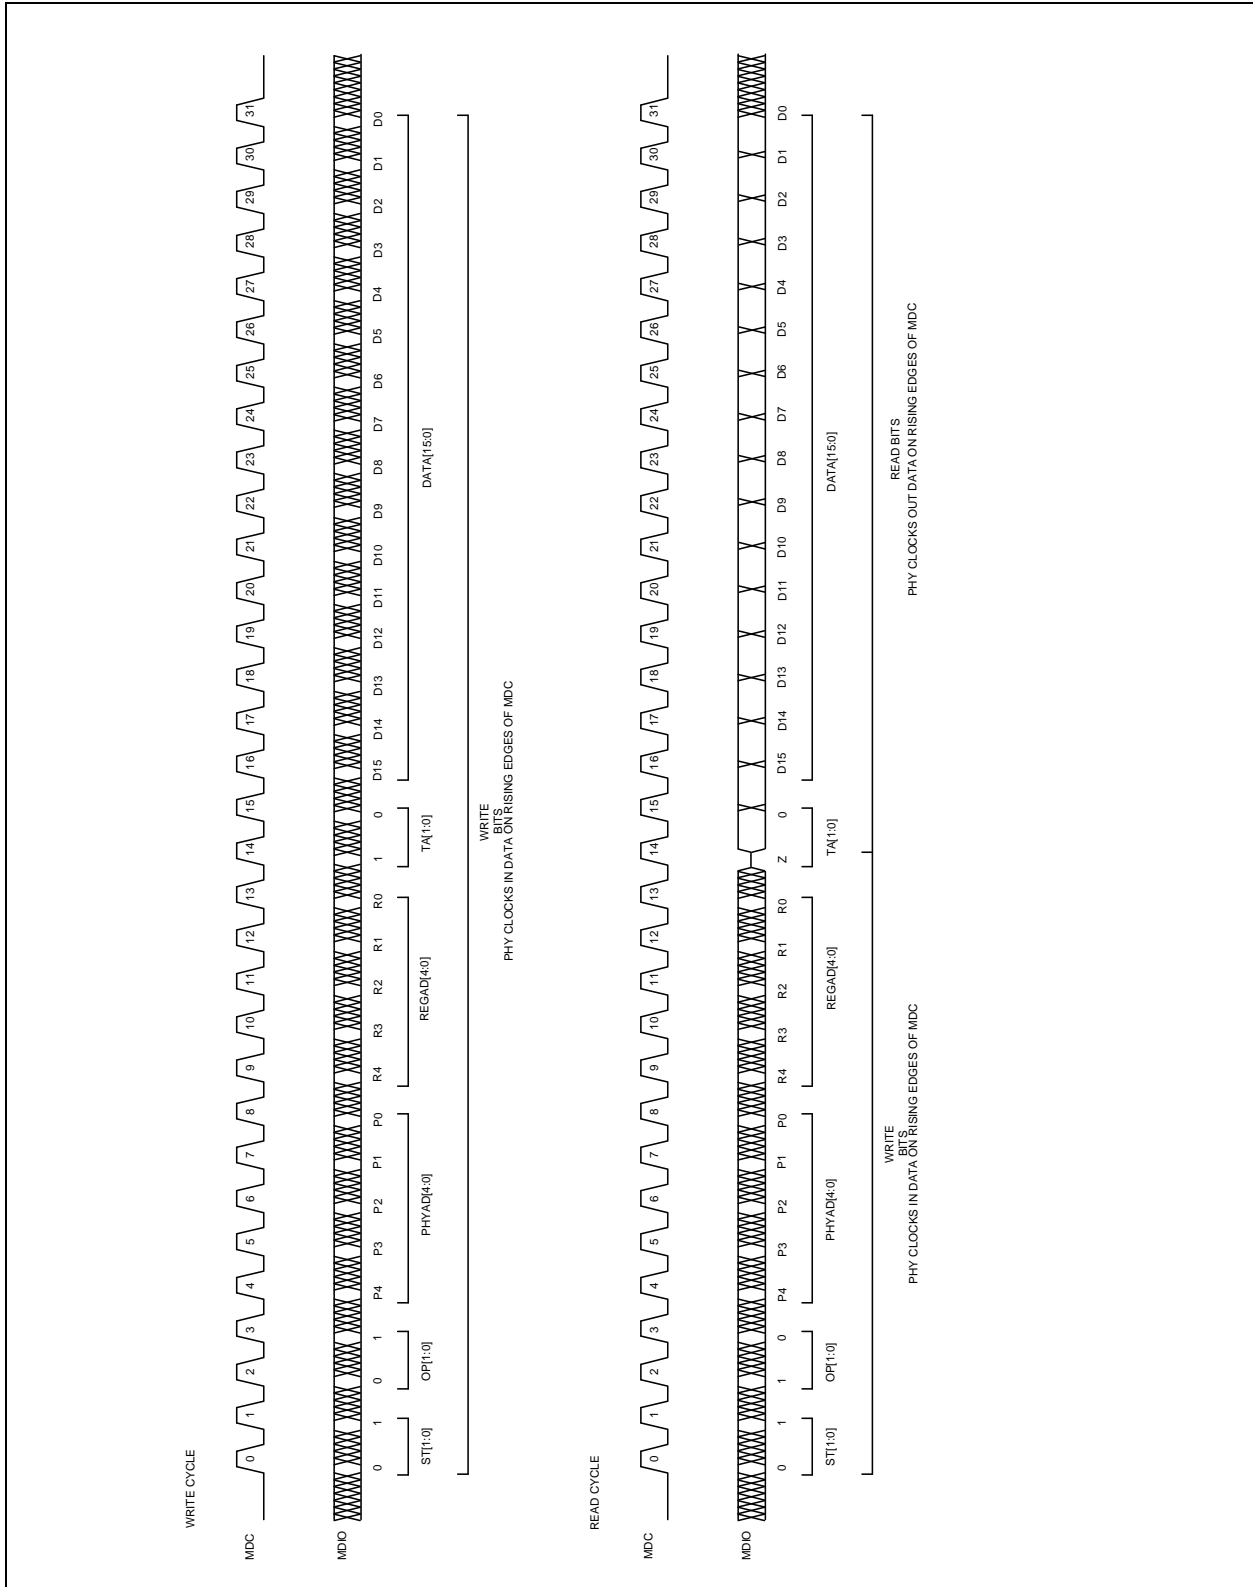 WRITE CYCLE
MDC
0 1 2 3 4 5 6 7 8 9 10 11 12 13 14 15 16 17 18 19 20 21 22 23 24 25 26 27 28 29 30 31
MDIO
0 1 0 1 P4 P3 P2 P1 P0 R4 R3 R2 R1 R0 1 0 D15 D14 D13 D12 D11 D10 D9 D8 D7 D6 D5 D4 D3 D2 D1 D0
ST[1:0] OP[1:0] PHYAD[4:0] REGAD[4:0] TA[1:0] DATA[15:0]
WRITE
BITS
PHY CLOCKS IN DATA ON RISING EDGES OF MDC
READ CYCLE
MDC
0 1 2 3 4 5 6 7 8 9 10 11 12 13 14 15 16 17 18 19 20 21 22 23 24 25 26 27 28 29 30 31
MDIO
0 1 1 0 P4 P3 P2 P1 P0 R4 R3 R2 R1 R0 Z 0 D15 D14 D13 D12 D11 D10 D9 D8 D7 D6 D5 D4 D3 D2 D1 D0
ST[1:0] OP[1:0] PHYAD[4:0] REGAD[4:0] TA[1:0] DATA[15:0]
WRITE
BITS
PHY CLOCKS IN DATA ON RISING EDGES OF MDC
READ BITS
PHY CLOCKS OUT DATA ON RISING EDGES OF MDC